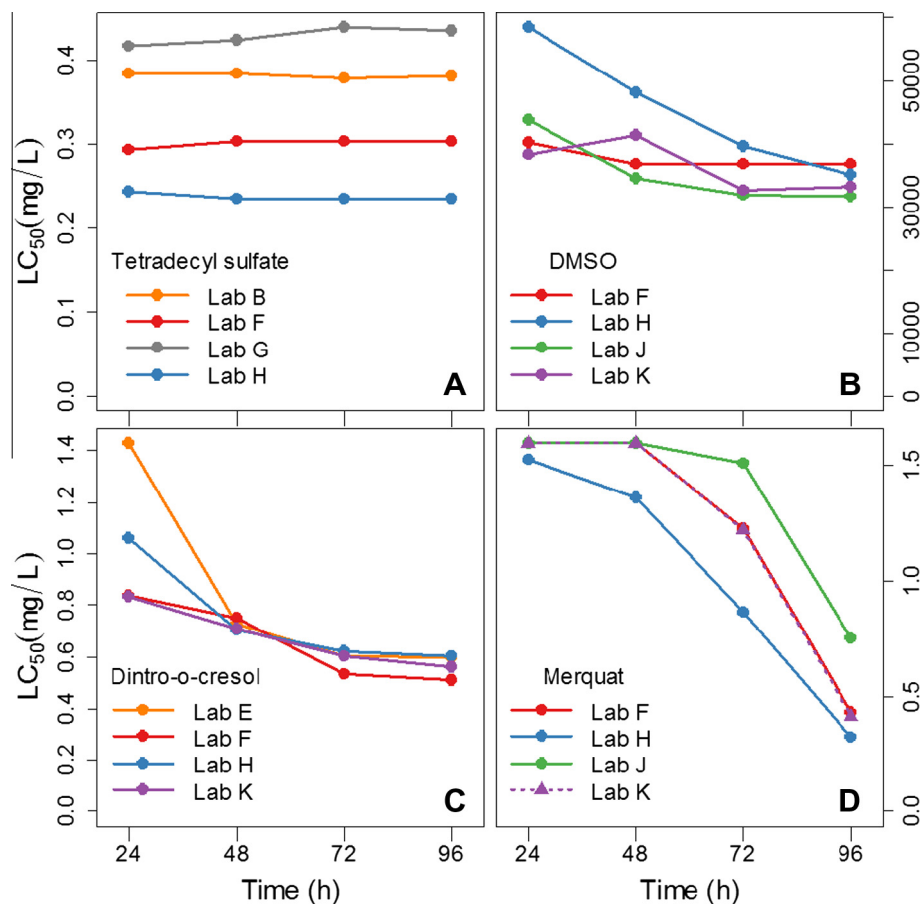 LC50(mg/L)
0.4
0.3
0.2
0.1
0.0
Tetradecyl sulfate
Lab B
Lab F
Lab G
Lab H
A
DMSO
Lab F
Lab H
Lab J
Lab K
B
50000
30000
10000
0
LC50(mg/L)
1.4
1.2
1.0
0.8
0.6
0.4
0.2
0.0
Dintro-o-cresol
Lab E
Lab F
Lab H
Lab K
C
24 48 72 96
Time (h)
Merquat
Lab F
Lab H
Lab J
Lab K
D
1.5
1.0
0.5
0.0
24 48 72 96
Time (h)